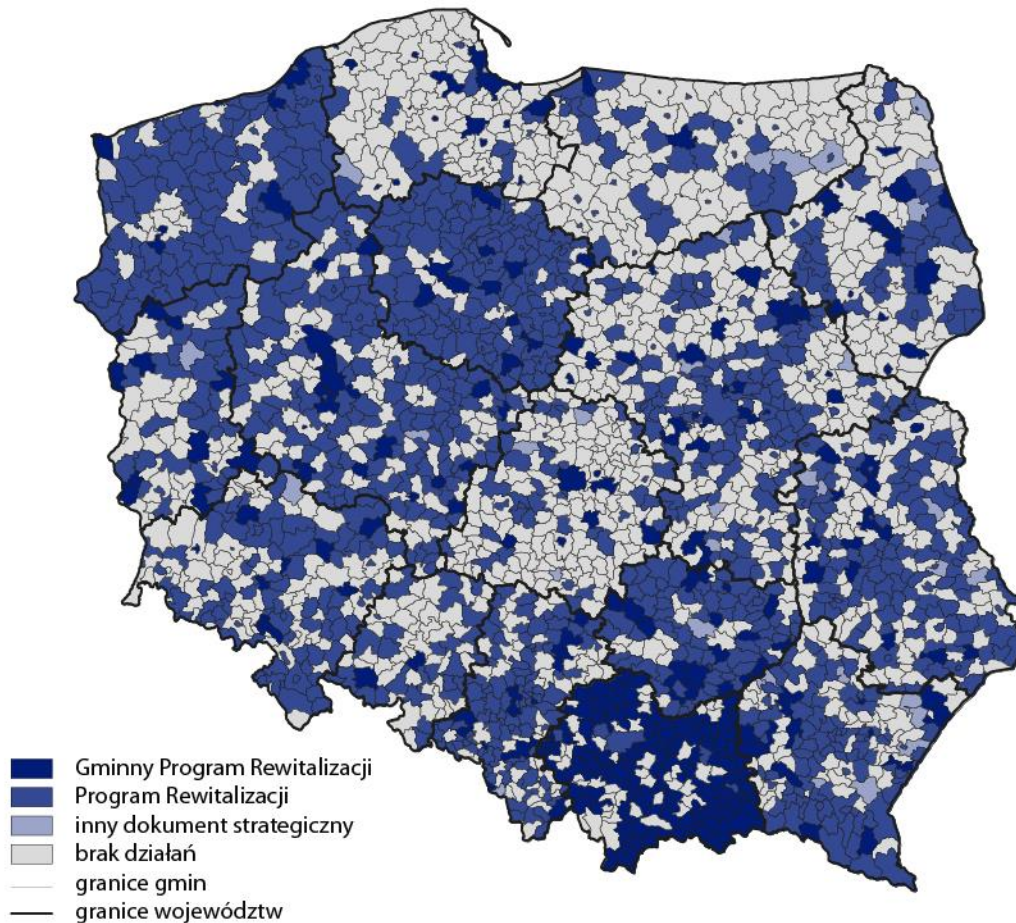 Gminny Program Rewitalizacji
Program Rewitalizacji
inny dokument strategiczny
brak działań
granice gmin
granice województw